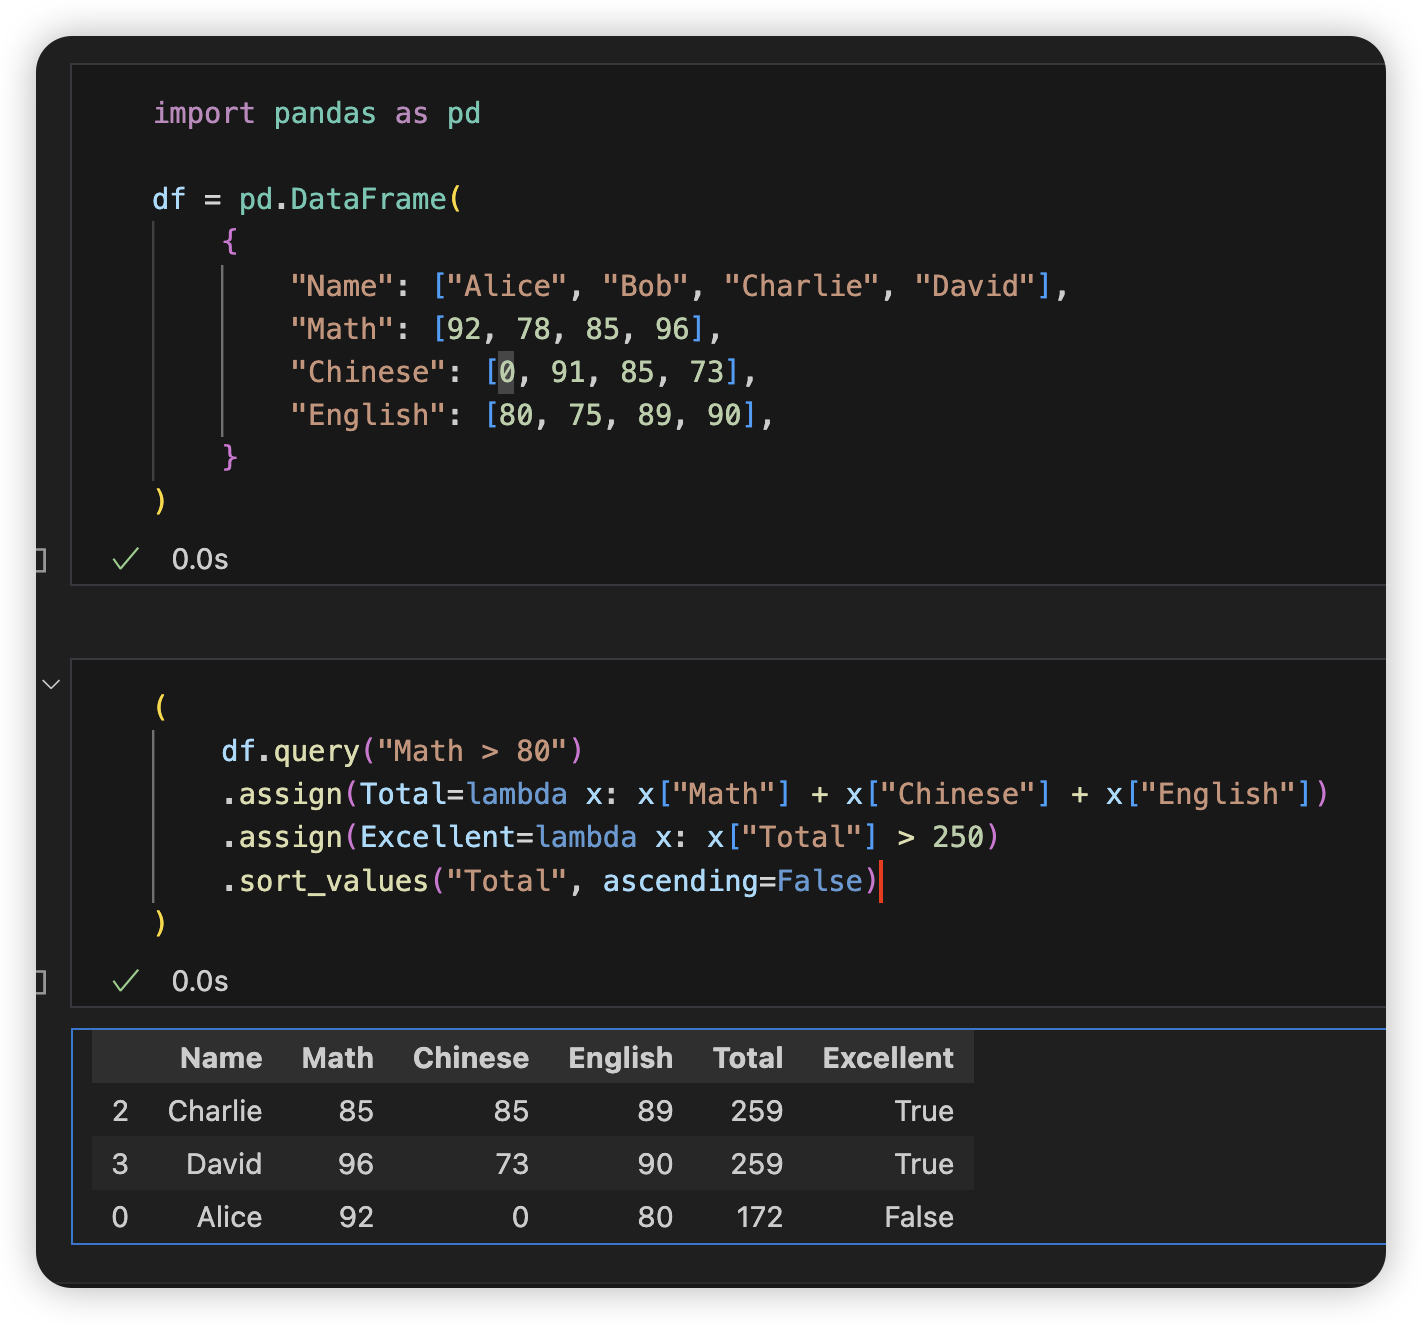 import pandas as pd
df = pd.DataFrame(
{
"Name": ["Alice", "Bob", "Charlie", "David"],
"Math": [92, 78, 85, 96],
"Chinese": [0, 91, 85, 73],
"English": [80, 75, 89, 90],
}
)
0.0s
(
df.query("Math > 80")
.assign(Total=lambda x: x["Math"] + x["Chinese"] + x["English"])
.assign(Excellent=lambda x: x["Total"] > 250)
.sort_values("Total", ascending=False)
)
0.0s
Name Math Chinese English Total Excellent
2 Charlie 85 85 89 259 True
3 David 96 73 90 259 True
0 Alice 92 0 80 172 False